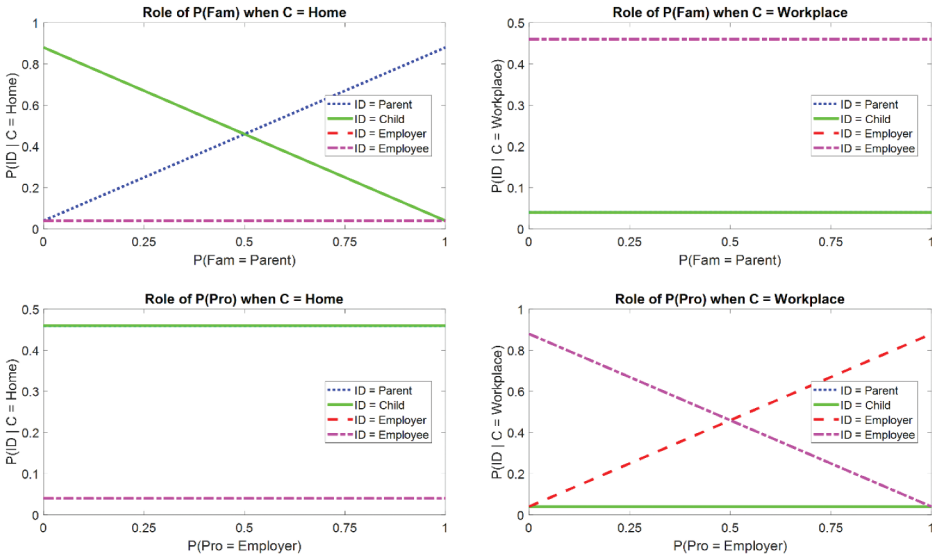 Role of P(Fam) when C = Home
P(ID | C = Home)
1
0.8
0.6
0.4
0.2
0
ID = Parent
ID = Child
ID = Employer
ID = Employee
0 0.25 0.5 0.75 1
P(Fam = Parent)
Role of P(Fam) when C = Workplace
P(ID | C = Workplace)
0.5
0.4
0.3
0.2
0.1
0
ID = Parent
ID = Child
ID = Employer
ID = Employee
0 0.25 0.5 0.75 1
P(Fam = Parent)
Role of P(Pro) when C = Home
P(ID | C = Home)
0.5
0.4
0.3
0.2
0.1
0
ID = Parent
ID = Child
ID = Employer
ID = Employee
0 0.25 0.5 0.75 1
P(Pro = Employer)
Role of P(Pro) when C = Workplace
P(ID | C = Workplace)
1
0.8
0.6
0.4
0.2
0
ID = Parent
ID = Child
ID = Employer
ID = Employee
0 0.25 0.5 0.75 1
P(Pro = Employer)